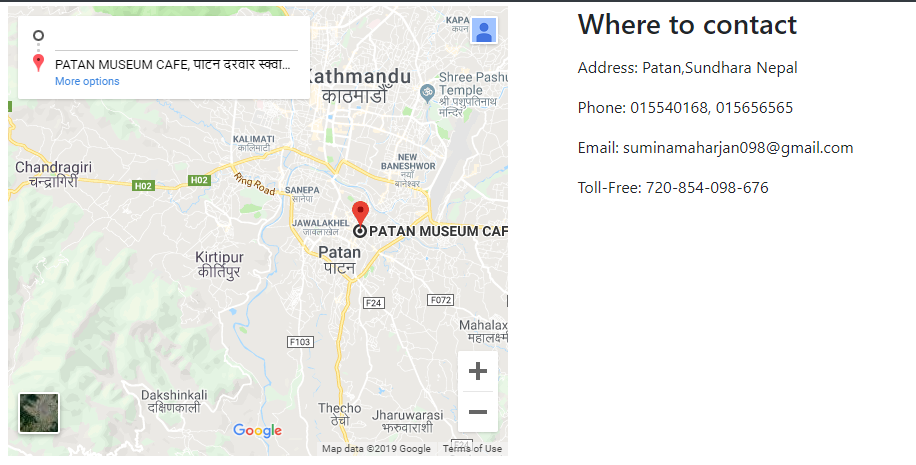 PATAN MUSEUM CAFE, पाटन दरवार स्क्वा...
More options
KAPA
Kathmandu
काठमाडौँ
Shree Pashu
Temple
श्री पशुपतिनाथ
मन्दिर
KALIMATI
कालिमाटी
NEW
BANESHWOR
नयाँ
बानेश्वर
Chandragiri
चन्द्रागिरी
H02
H02
Ring Road
SANEPA
सानेपा
JAWALAKHEL
जावलाखेल
PATAN MUSEUM CAF
Patan
पाटन
Kirtipur
कीर्तिपुर
F24
F072
F103
Mahalax
महालक्ष्म
Dakshinkali
दक्षिणकाली
Thecho
ठेचो
Jharuwarasi
झरुवाराशी
F24
Google
Map data ©2019 Google
Terms of Use
Where to contact
Address: Patan,Sundhara Nepal
Phone: 015540168, 015656565
Email: suminamaharjan098@gmail.com
Toll-Free: 720-854-098-676